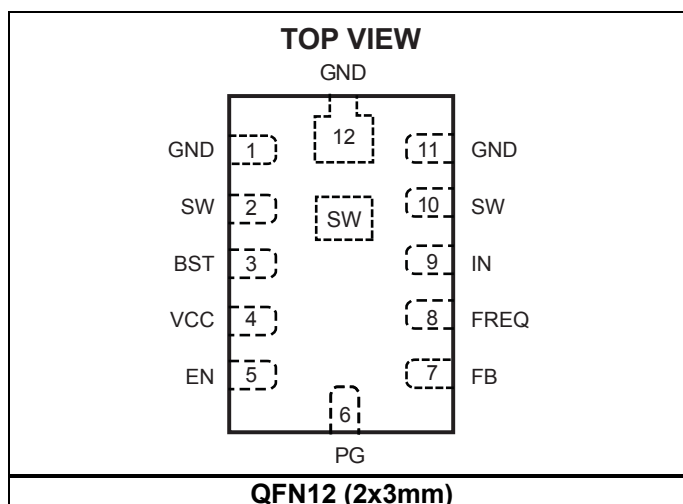 TOP VIEW
GND
GND 1 12 11 GND
SW 2 SW 10 SW
BST 3 9 IN
VCC 4 8 FREQ
EN 5 7 FB
6
PG
QFN12 (2x3mm)